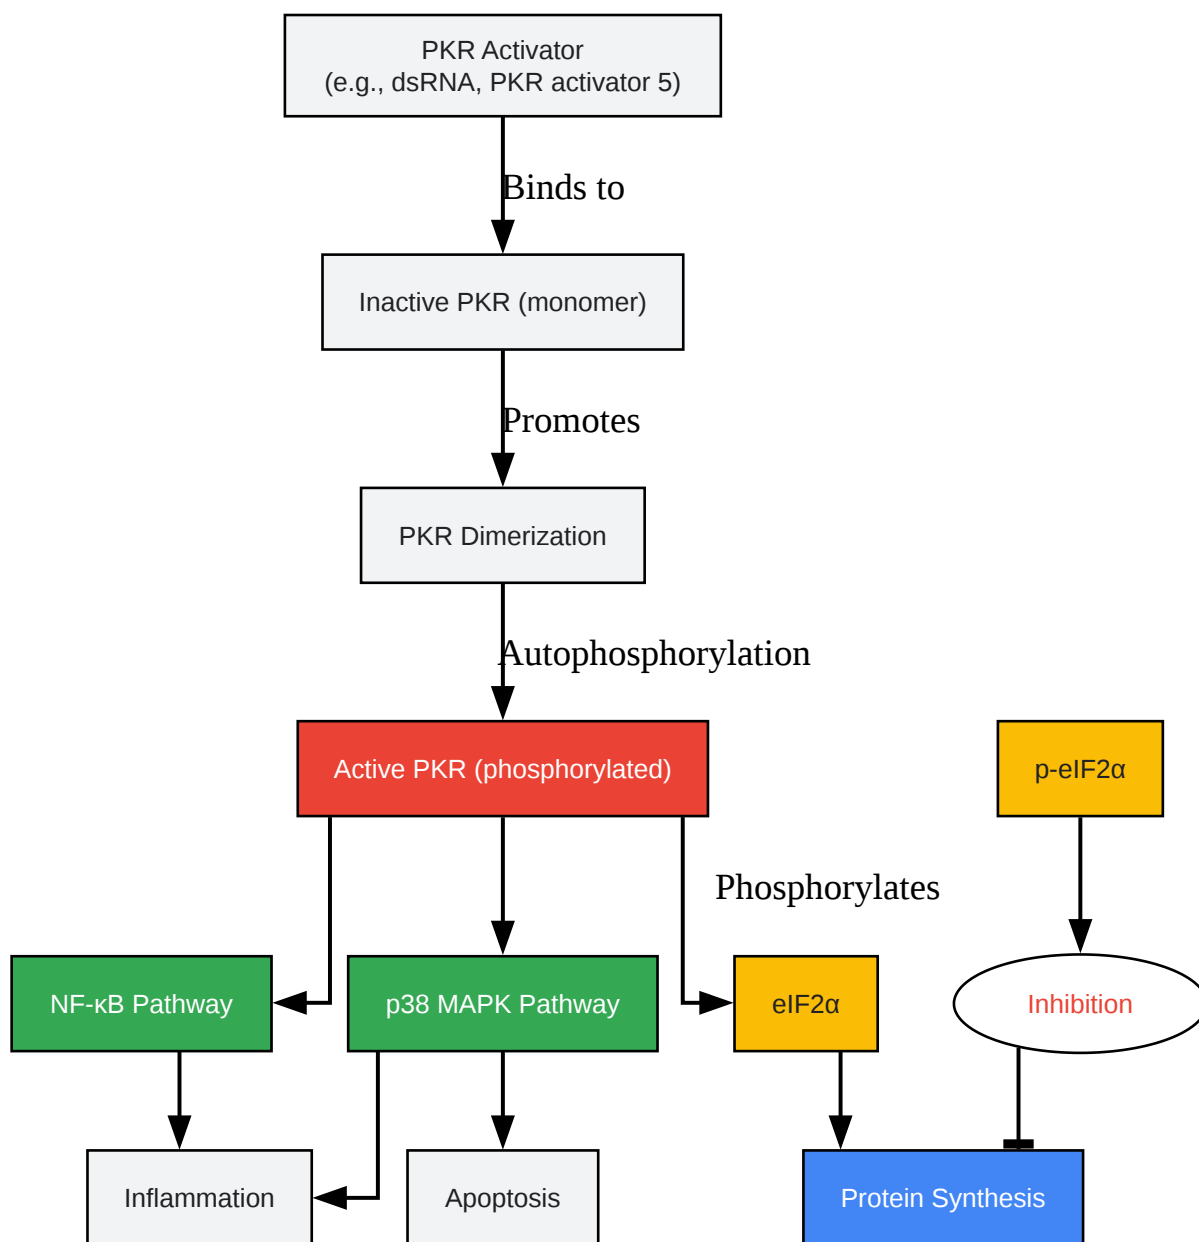 PKR Activator
(e.g., dsRNA, PKR activator 5)
Binds to
Inactive PKR (monomer)
Promotes
PKR Dimerization
Autophosphorylation
Active PKR (phosphorylated)
p-eIF2α
Phosphorylates
NF-κB Pathway
p38 MAPK Pathway
eIF2α
Inhibition
Inflammation
Apoptosis
Protein Synthesis